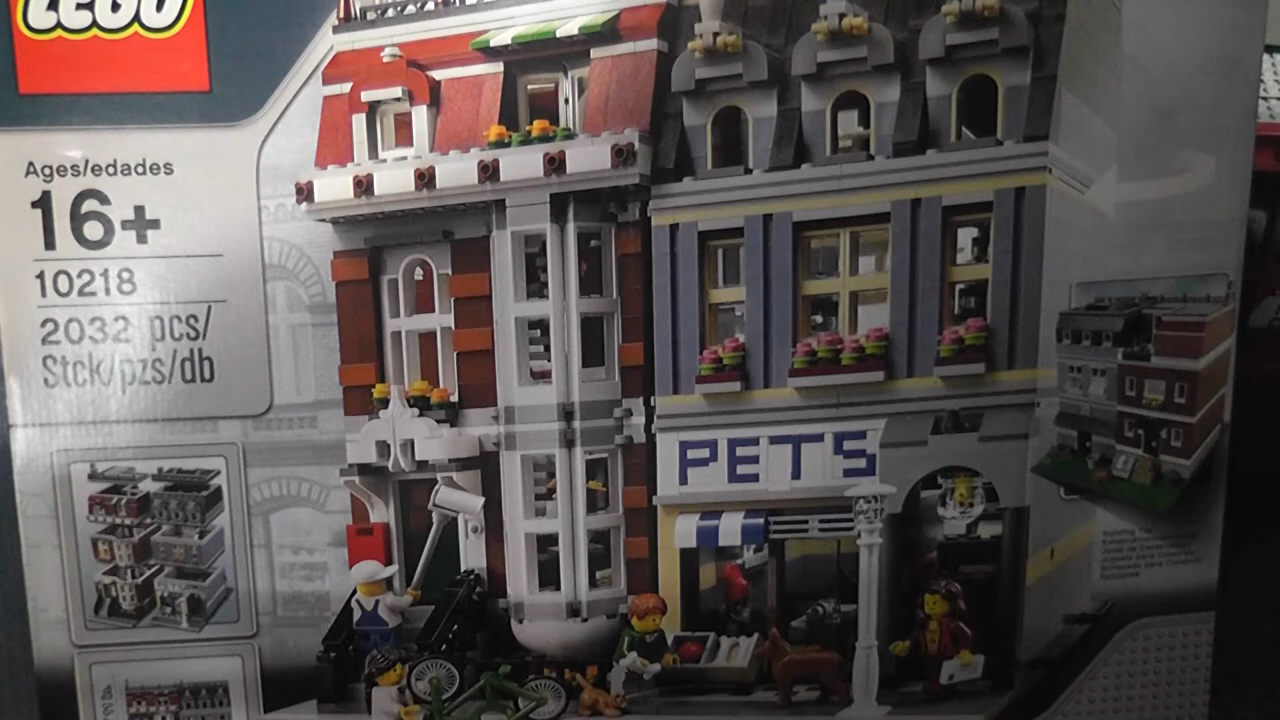 LEGO
Ages/edades
16+
10218
2032 pcs/
Stck/pzs/db
PETS